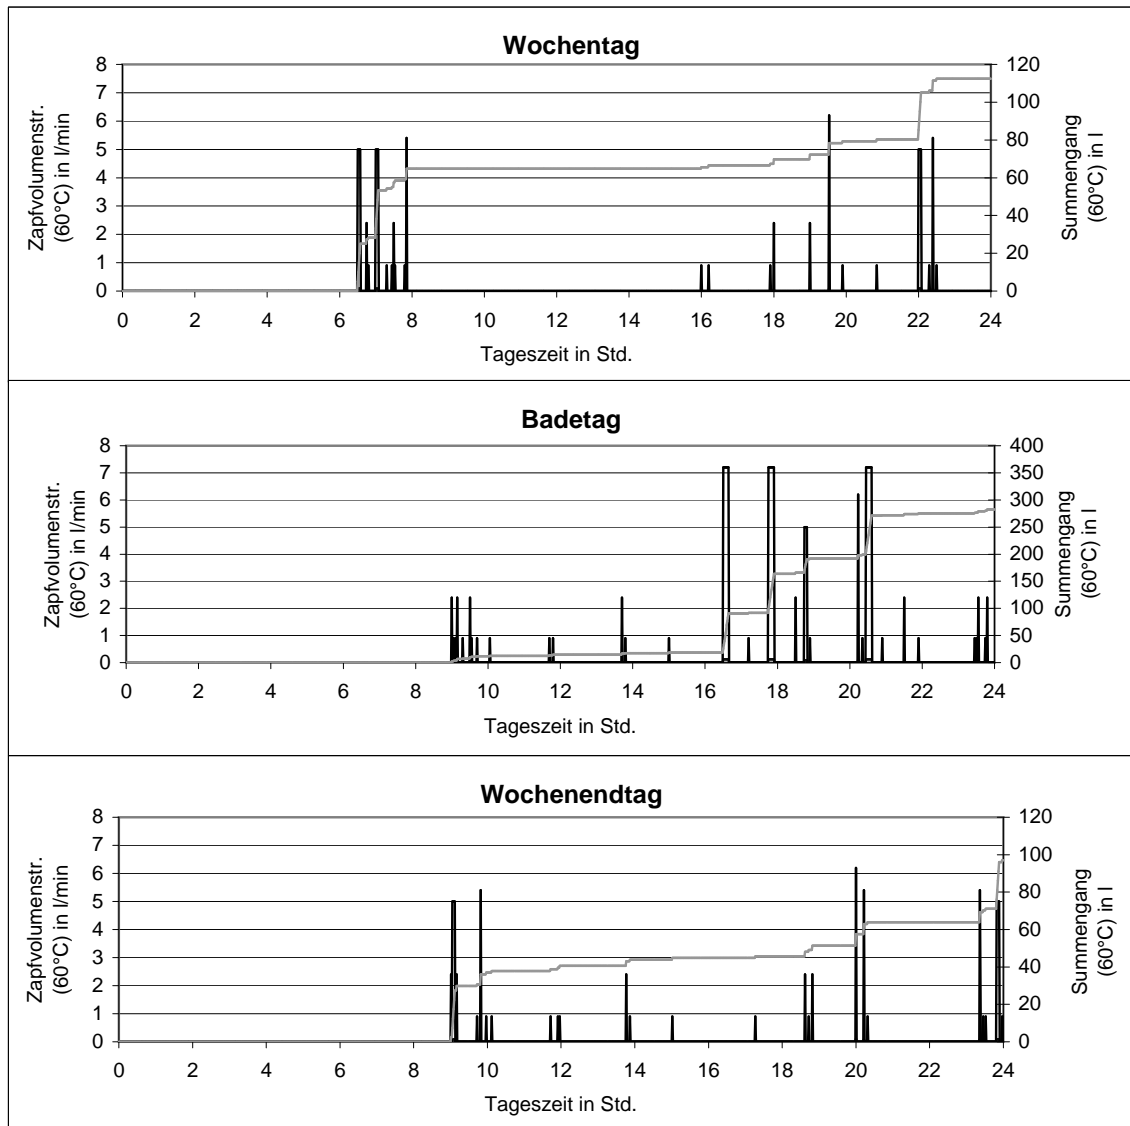 Wochentag
Zapfvolumenstr.
(60°C) in l/min
8
7
6
5
4
3
2
1
0
120
100
80
60
40
20
0
Summengang
(60°C) in l
0 2 4 6 8 10 12 14 16 18 20 22 24
Tageszeit in Std.
Badetag
Zapfvolumenstr.
(60°C) in l/min
8
7
6
5
4
3
2
1
0
400
350
300
250
200
150
100
50
0
Summengang
(60°C) in l
0 2 4 6 8 10 12 14 16 18 20 22 24
Tageszeit in Std.
Wochenendtag
Zapfvolumenstr.
(60°C) in l/min
8
7
6
5
4
3
2
1
0
120
100
80
60
40
20
0
Summengang
(60°C) in l
0 2 4 6 8 10 12 14 16 18 20 22 24
Tageszeit in Std.